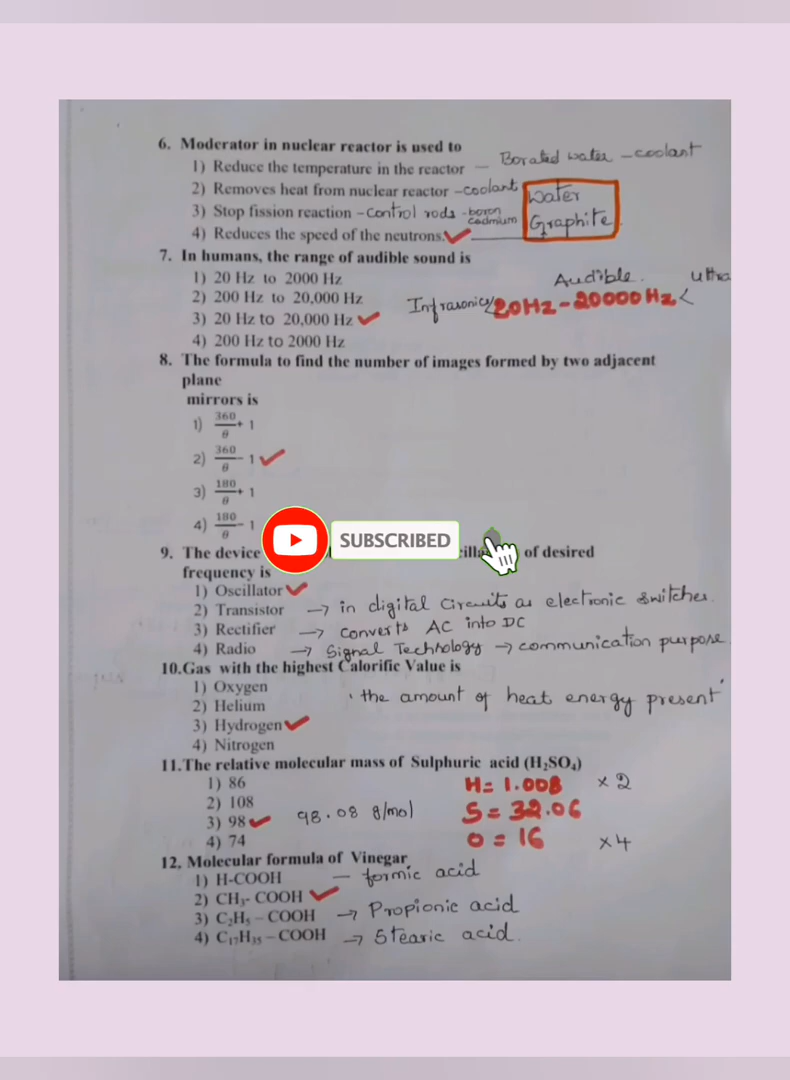 6. Moderator in nuclear reactor is used to
1) Reduce the temperature in the reactor — Borated water - coolant
2) Removes heat from nuclear reactor - coolant Water
3) Stop fission reaction - control rods - boron cadmium Graphite
4) Reduces the speed of the neutrons.
7. In humans, the range of audible sound is
1) 20 Hz to 2000 Hz Audible. ultra
2) 200 Hz to 20,000 Hz Infrasonics < 20Hz - 20000 Hz <
3) 20 Hz to 20,000 Hz
4) 200 Hz to 2000 Hz
8. The formula to find the number of images formed by two adjacent
plane
mirrors is
1) 360/θ + 1
2) 360/θ - 1
3) 180/θ + 1
4) 180/θ - 1
SUBSCRIBED
9. The device of desired
frequency is
1) Oscillator
2) Transistor → in digital circuits as electronic switches.
3) Rectifier → converts AC into DC
4) Radio → Signal Technology → communication purpose.
10.Gas with the highest Calorific Value is
1) Oxygen
2) Helium ' the amount of heat energy present '
3) Hydrogen
4) Nitrogen
11.The relative molecular mass of Sulphuric acid (H₂SO₄)
1) 86 H = 1.008 × 2
2) 108
3) 98 98.08 g/mol S = 32.06
4) 74 O = 16 × 4
12. Molecular formula of Vinegar
1) H-COOH — formic acid
2) CH₃- COOH
3) C₂H₅ – COOH → Propionic acid
4) C₁₇H₃₅ – COOH → Stearic acid.